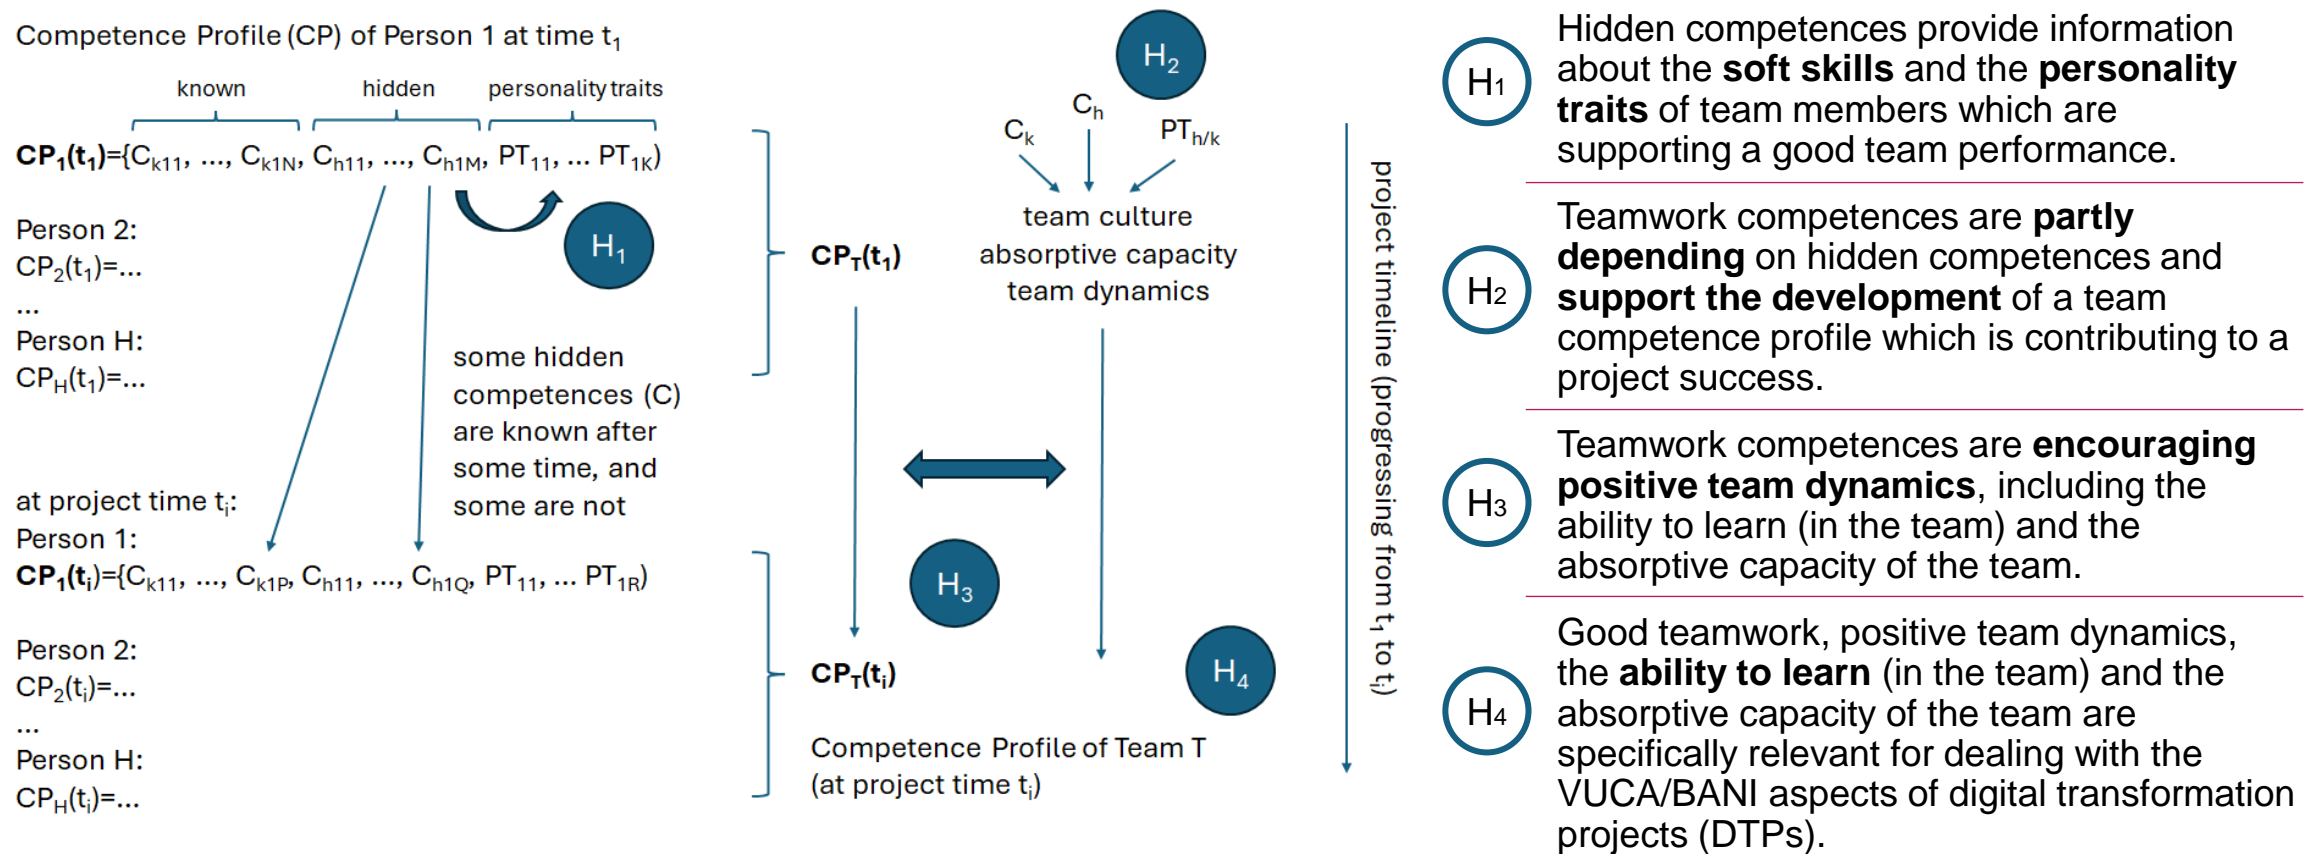 Competence Profile (CP) of Person 1 at time t₁
known hidden personality traits
CP₁(t₁)={Cₖ₁₁, ..., Cₖ₁N, Cₕ₁₁, ..., Cₕ₁M, PT₁₁, ... PT₁K)
H₁
Person 2:
CP₂(t₁)=...
...
Person H:
CPH(t₁)=...
some hidden
competences (C)
are known after
some time, and
some are not
at project time tᵢ:
Person 1:
CP₁(tᵢ)={Cₖ₁₁, ..., Cₖ₁P, Cₕ₁₁, ..., Cₕ₁Q, PT₁₁, ... PT₁R)
Person 2:
CP₂(tᵢ)=...
...
Person H:
CPH(tᵢ)=...
H₂
Cₖ
Cₕ
PTₕ/ₖ
team culture
absorptive capacity
team dynamics
CPT(t₁)
H₃
CPT(tᵢ)
H₄
Competence Profile of Team T
(at project time tᵢ)
project timeline (progressing from t₁ to tᵢ)
H1
Hidden competences provide information
about the soft skills and the personality
traits of team members which are
supporting a good team performance.
H2
Teamwork competences are partly
depending on hidden competences and
support the development of a team
competence profile which is contributing to a
project success.
H3
Teamwork competences are encouraging
positive team dynamics, including the
ability to learn (in the team) and the
absorptive capacity of the team.
H4
Good teamwork, positive team dynamics,
the ability to learn (in the team) and the
absorptive capacity of the team are
specifically relevant for dealing with the
VUCA/BANI aspects of digital transformation
projects (DTPs).